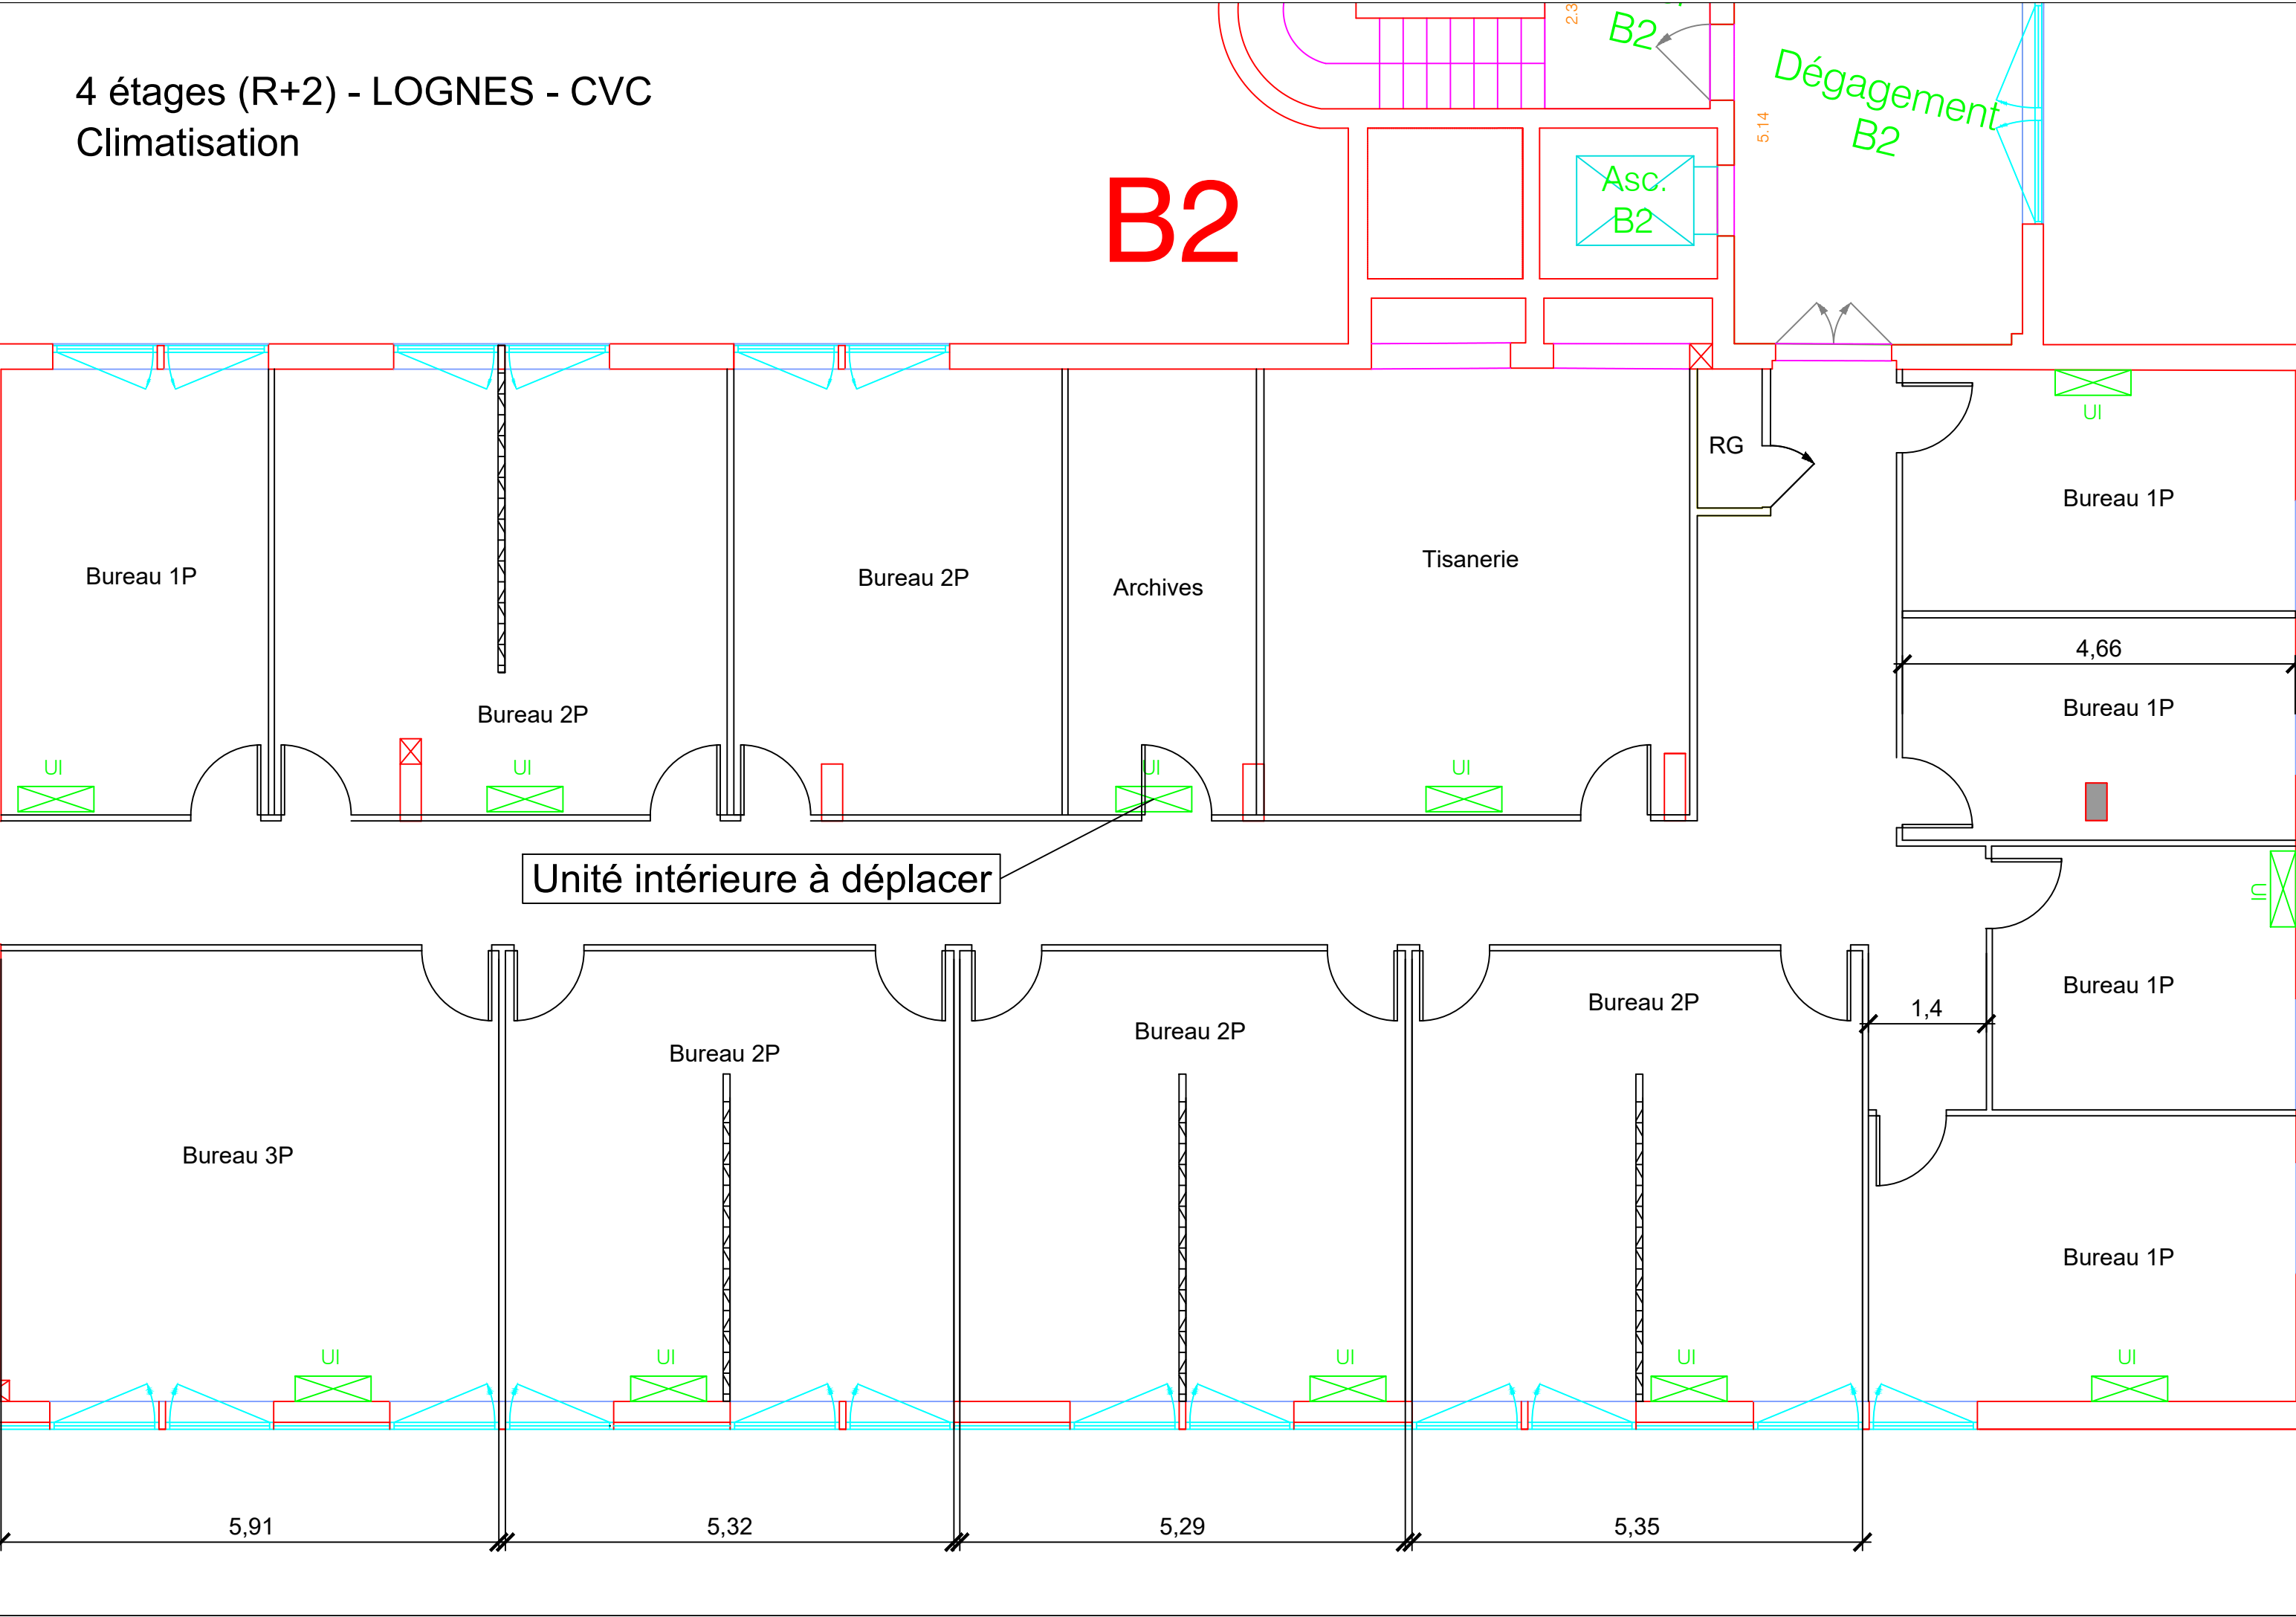 4 étages (R+2) - LOGNES - CVC
Climatisation
B2
2.3
B2
Dégagement
B2
5.14
Asc.
B2
UI
RG
Bureau 1P
Tisanerie
Bureau 1P
Bureau 2P
Archives
4,66
Bureau 1P
Bureau 2P
UI
UI
UI
UI
Unité intérieure à déplacer
UI
Bureau 1P
Bureau 2P
1,4
Bureau 2P
Bureau 2P
Bureau 3P
Bureau 1P
UI
UI
UI
UI
UI
5,91
5,32
5,29
5,35